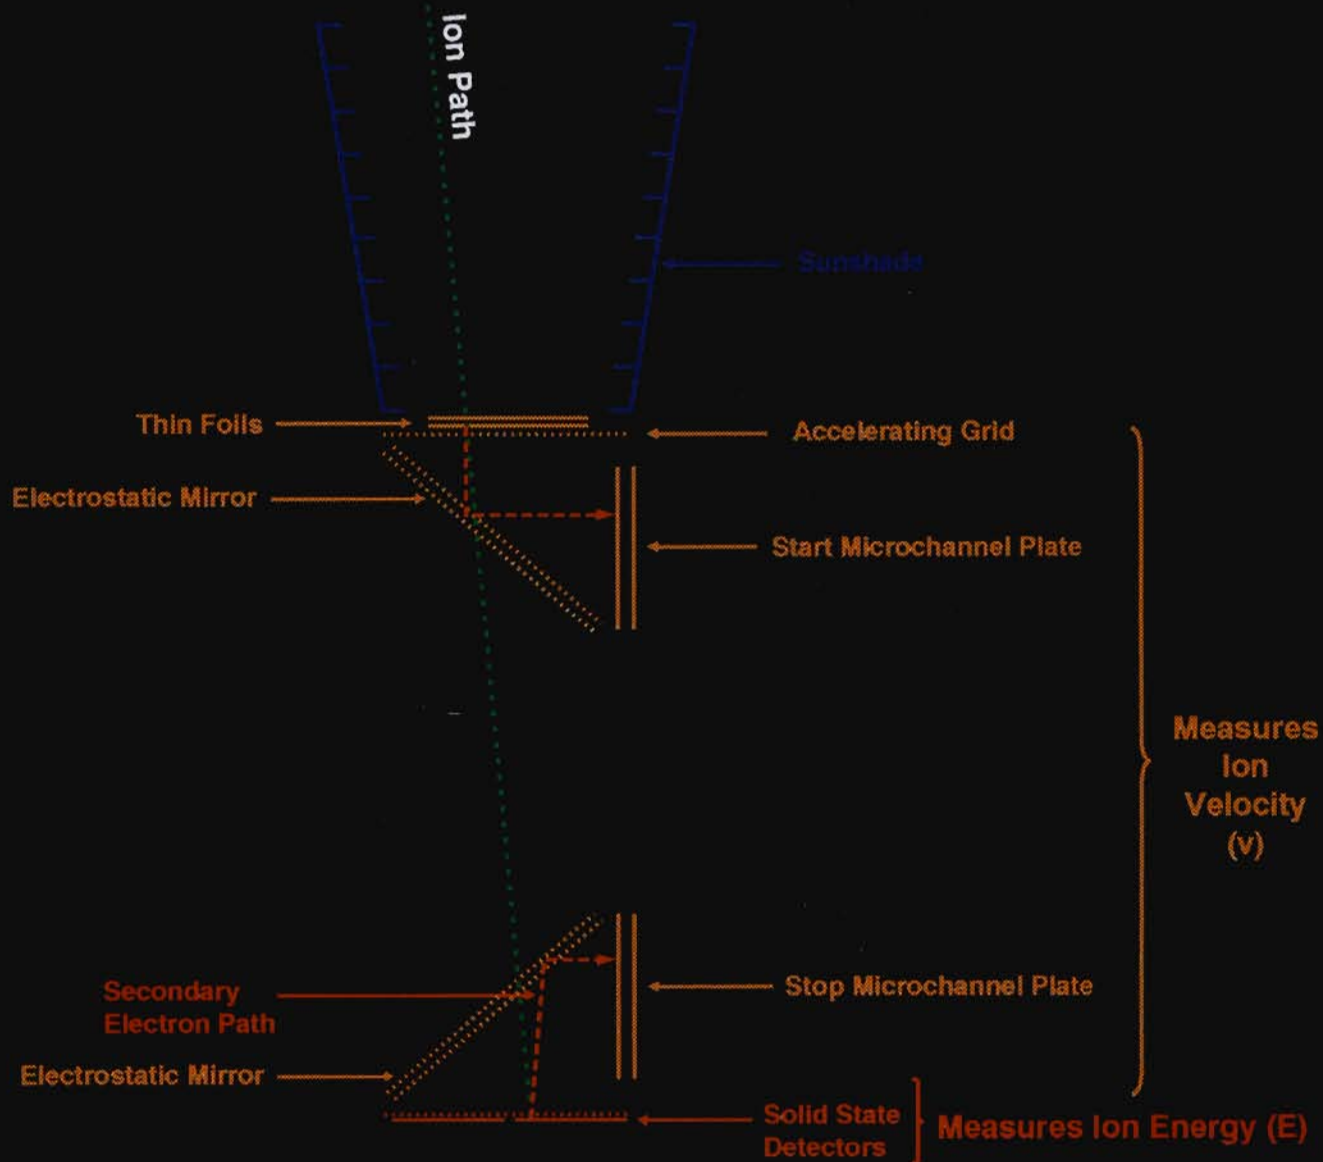 Ion Path
Sunshade
Thin Foils
Accelerating Grid
Electrostatic Mirror
Start Microchannel Plate
Measures
Ion
Velocity
(v)
Secondary
Electron Path
Stop Microchannel Plate
Electrostatic Mirror
Solid State
Detectors
Measures Ion Energy (E)